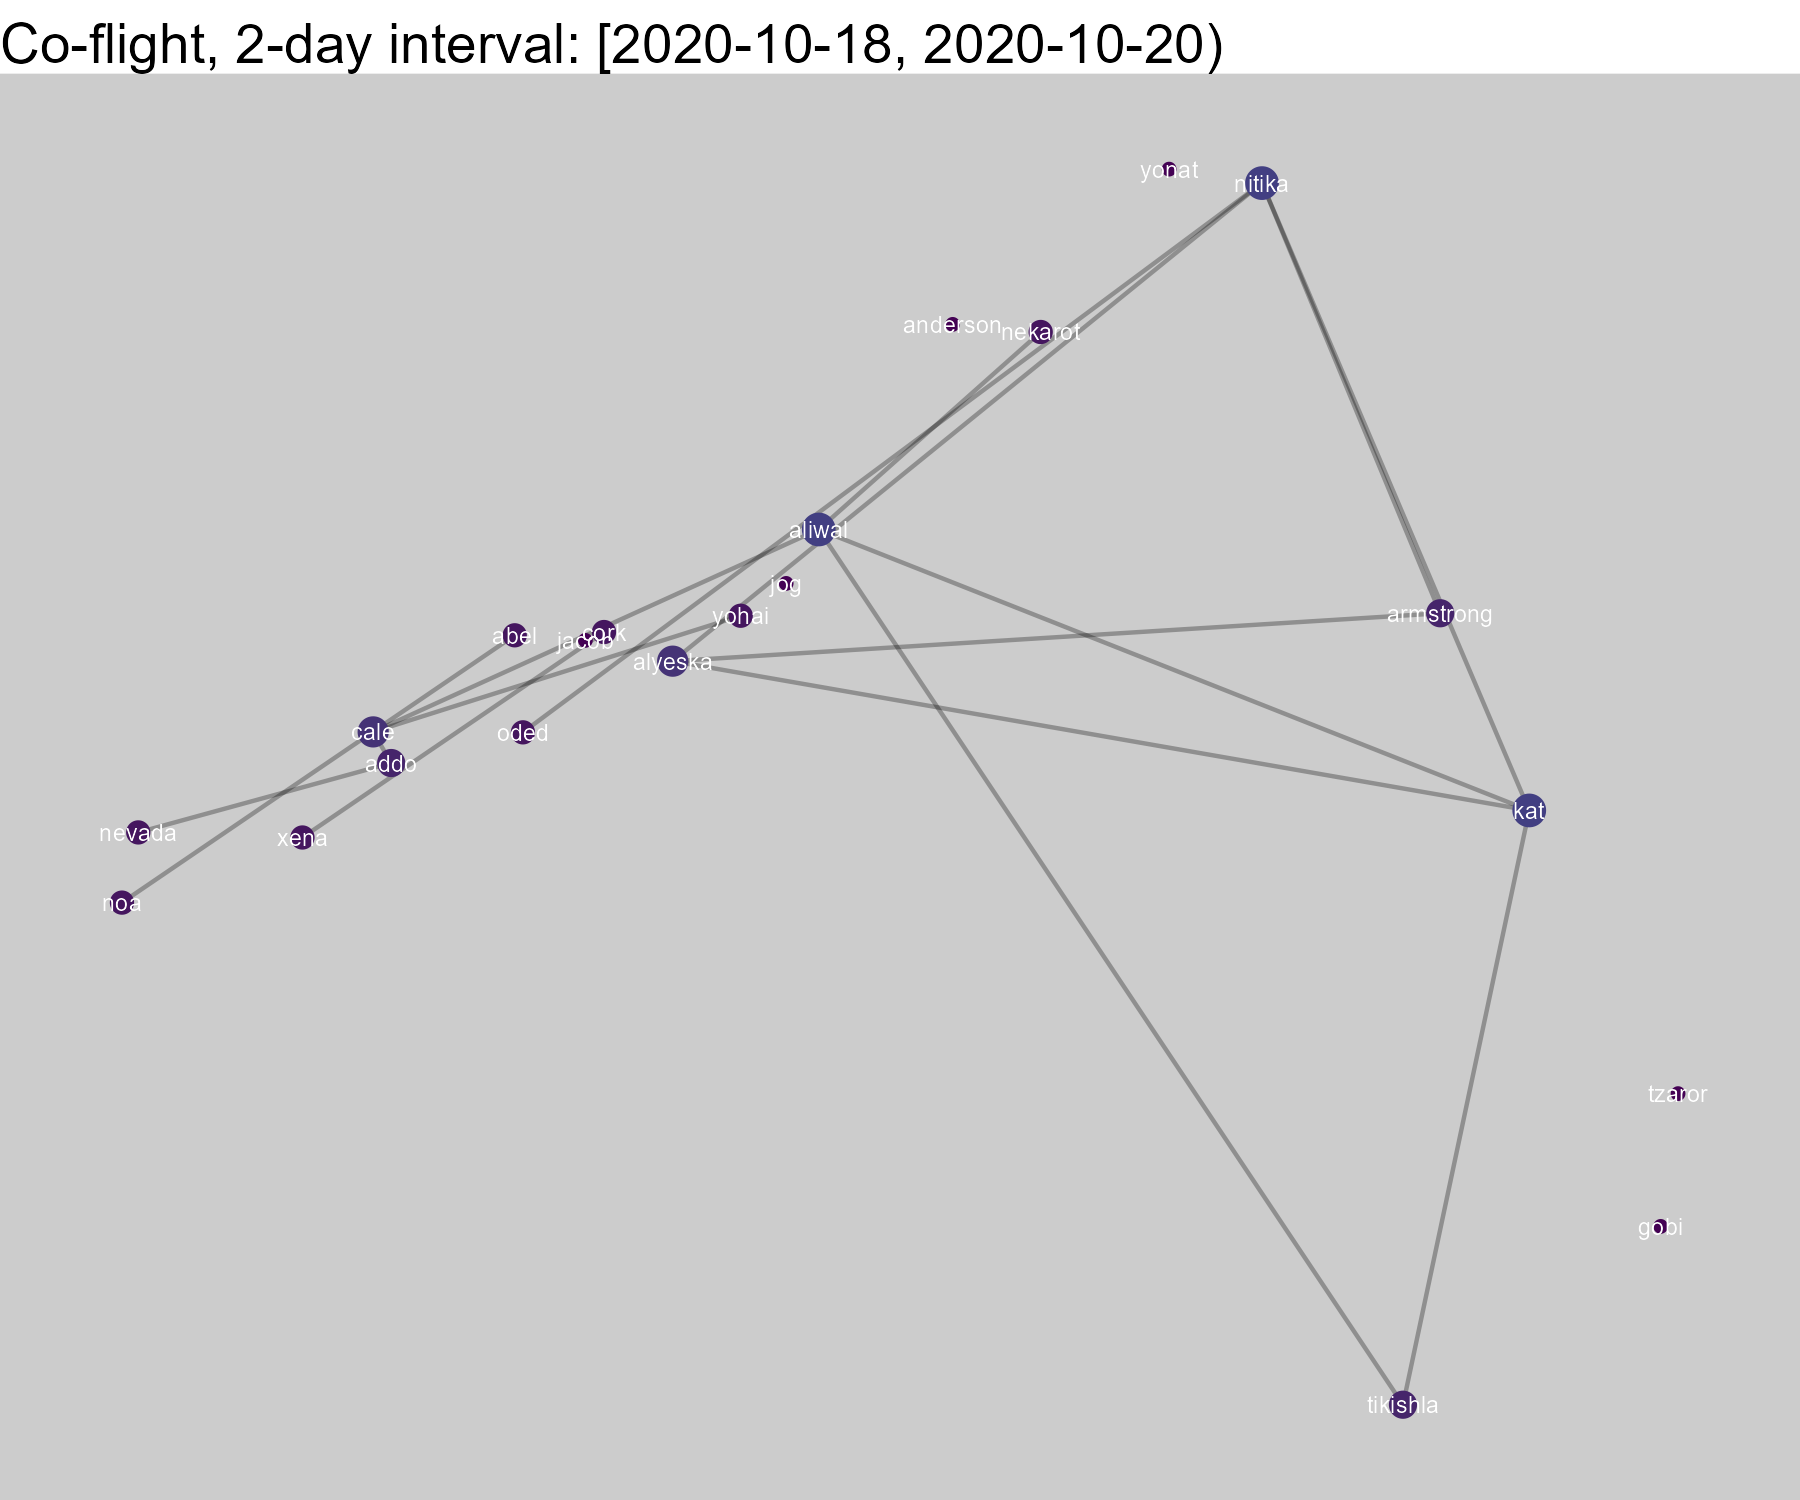 Co-flight, 2-day interval: [2020-10-18, 2020-10-20)
yonat
nitika
anderson
nekarot
aliwal
jog
yohai
armstrong
abel
cork
jacob
alyeska
cale
oded
addo
kat
nevada
xena
noa
tzaror
gobi
tikishla